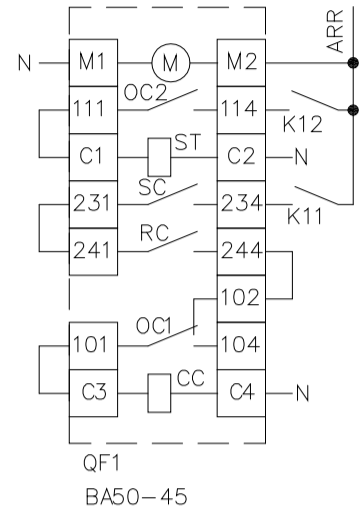 ARR
N M1 M M2
OC2
111 114
K12
ST
C1 C2 N
SC
231 234
K11
RC
241 244
102
OC1
101 104
CC
C3 C4 N
QF1
BA50-45